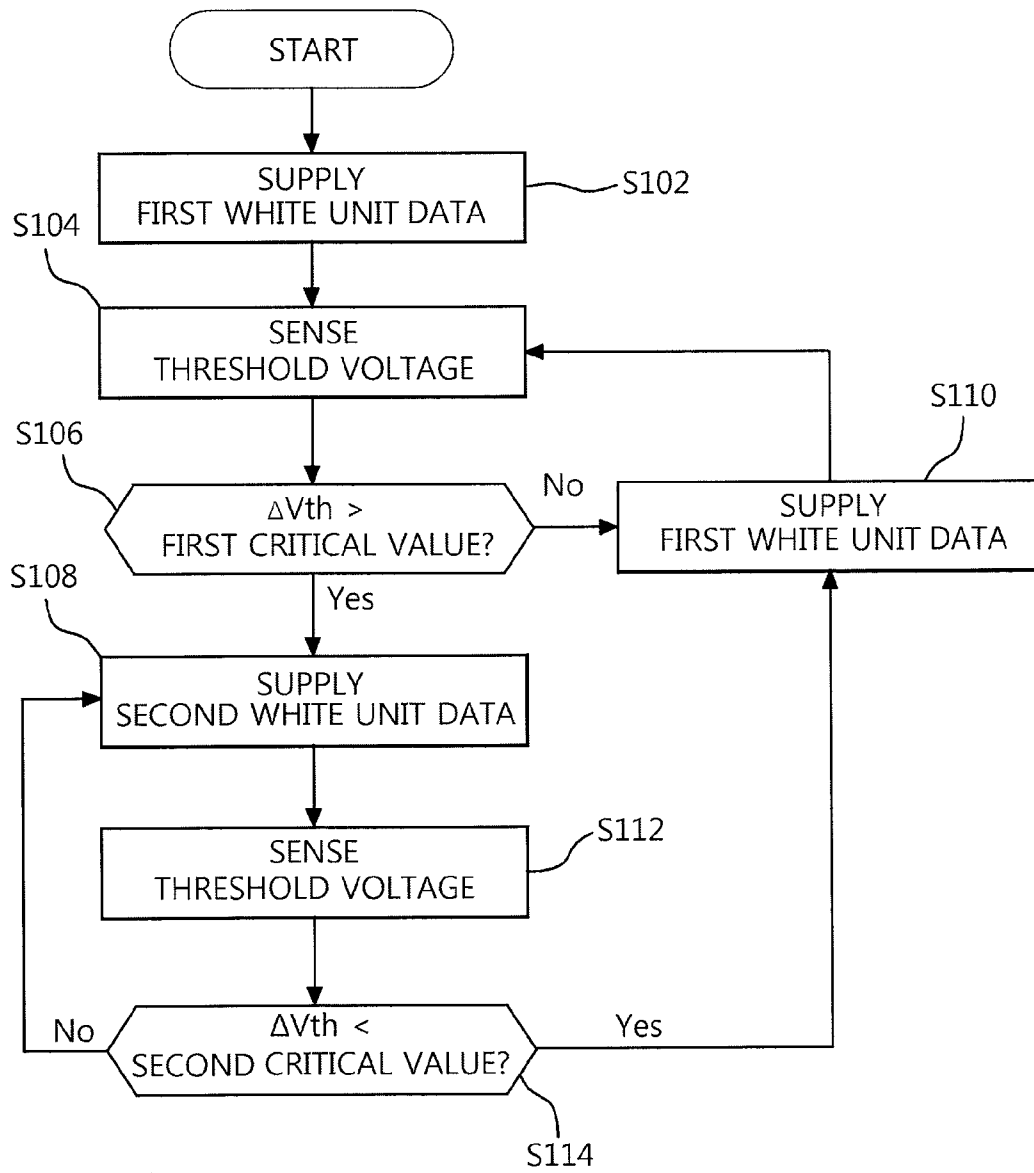 START
SUPPLY
FIRST WHITE UNIT DATA
S102
S104
SENSE
THRESHOLD VOLTAGE
S106
ΔVth >
FIRST CRITICAL VALUE?
No
S110
SUPPLY
FIRST WHITE UNIT DATA
Yes
S108
SUPPLY
SECOND WHITE UNIT DATA
S112
SENSE
THRESHOLD VOLTAGE
ΔVth <
SECOND CRITICAL VALUE?
No
Yes
S114